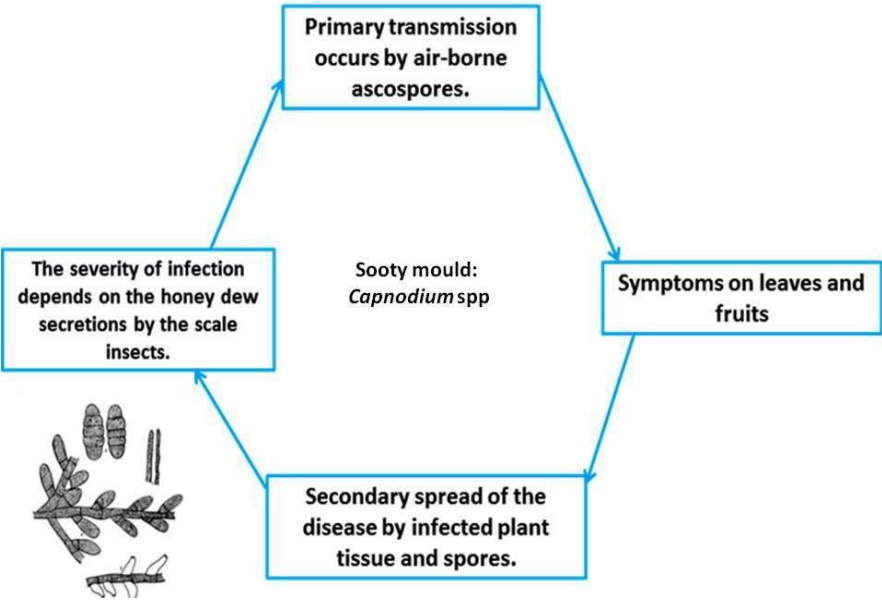 Primary transmission
occurs by air-borne
ascospores.
The severity of infection
depends on the honey dew
secretions by the scale
insects.
Sooty mould:
Capnodium spp
Symptoms on leaves and
fruits
Secondary spread of the
disease by infected plant
tissue and spores.